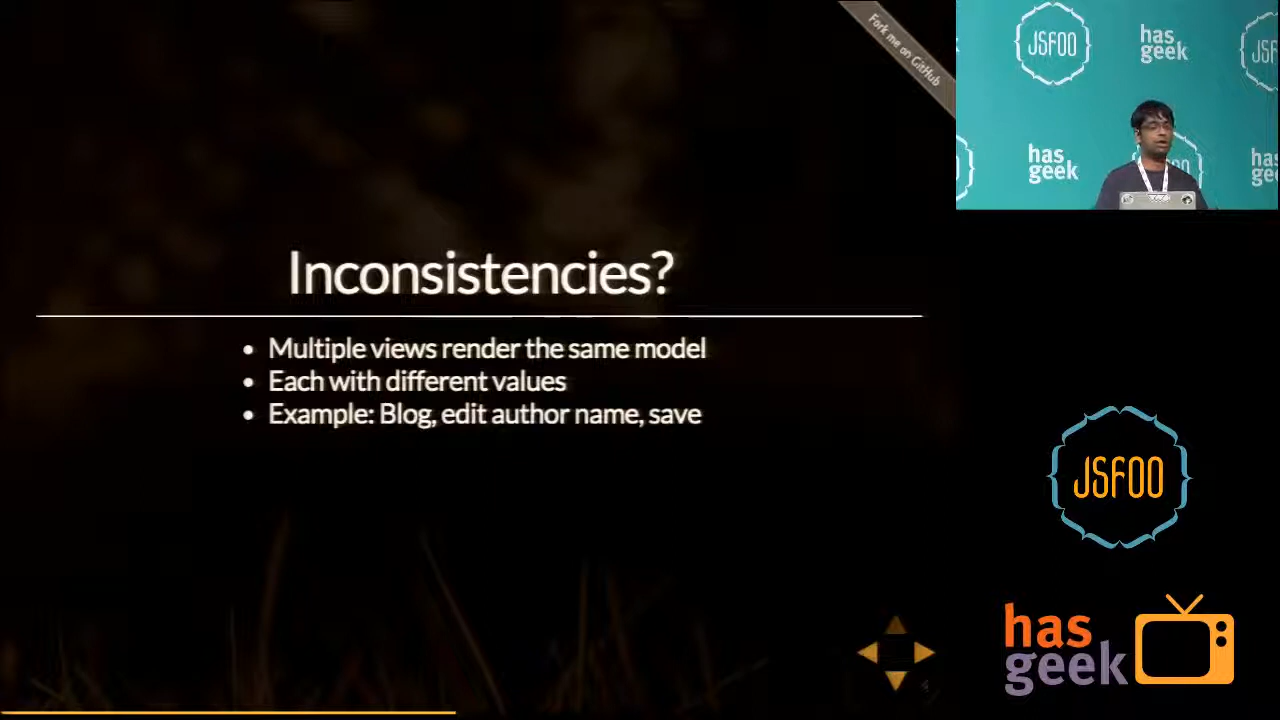 Fork me on GitHub
JSFOO
has
geek
has
geek
has
geek
Inconsistencies?
• Multiple views render the same model
• Each with different values
• Example: Blog, edit author name, save
JSFOO
has
geek